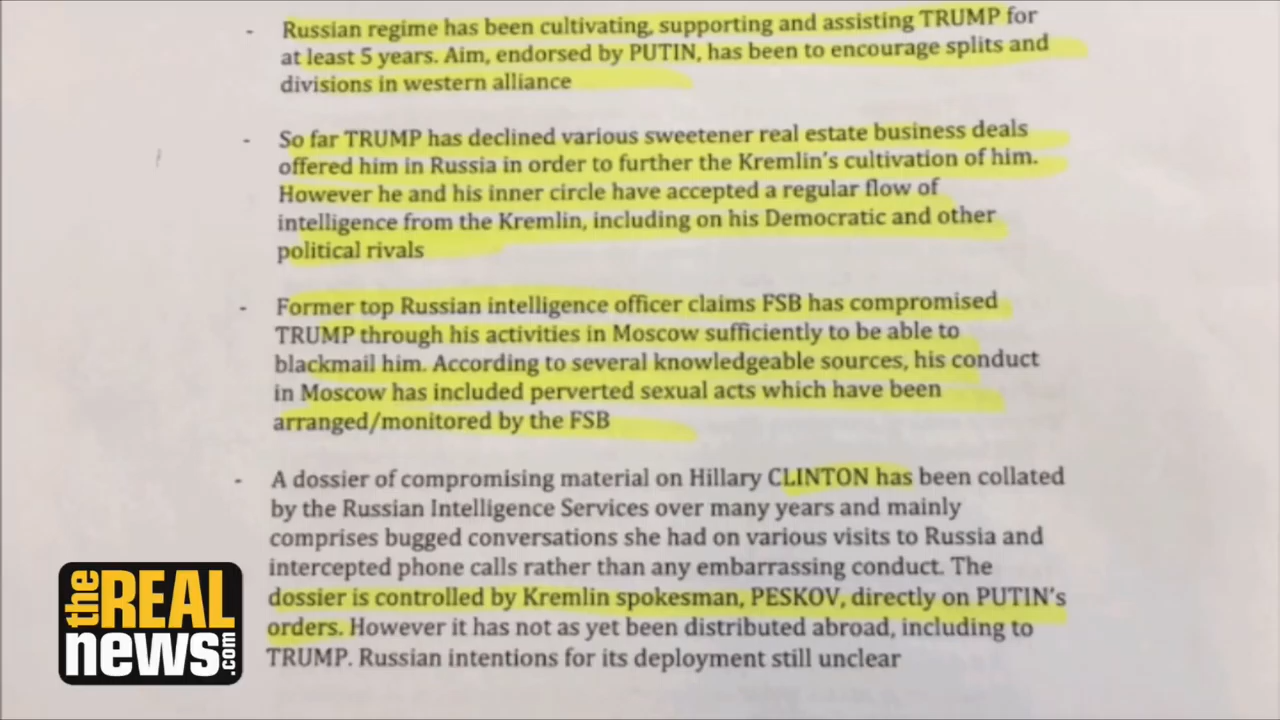 - Russian regime has been cultivating, supporting and assisting TRUMP for
at least 5 years. Aim, endorsed by PUTIN, has been to encourage splits and
divisions in western alliance
- So far TRUMP has declined various sweetener real estate business deals
offered him in Russia in order to further the Kremlin's cultivation of him.
However he and his inner circle have accepted a regular flow of
intelligence from the Kremlin, including on his Democratic and other
political rivals
- Former top Russian intelligence officer claims FSB has compromised
TRUMP through his activities in Moscow sufficiently to be able to
blackmail him. According to several knowledgeable sources, his conduct
in Moscow has included perverted sexual acts which have been
arranged/monitored by the FSB
- A dossier of compromising material on Hillary CLINTON has been collated
by the Russian Intelligence Services over many years and mainly
comprises bugged conversations she had on various visits to Russia and
intercepted phone calls rather than any embarrassing conduct. The
dossier is controlled by Kremlin spokesman, PESKOV, directly on PUTIN's
orders. However it has not as yet been distributed abroad, including to
TRUMP. Russian intentions for its deployment still unclear
the REAL
news.com